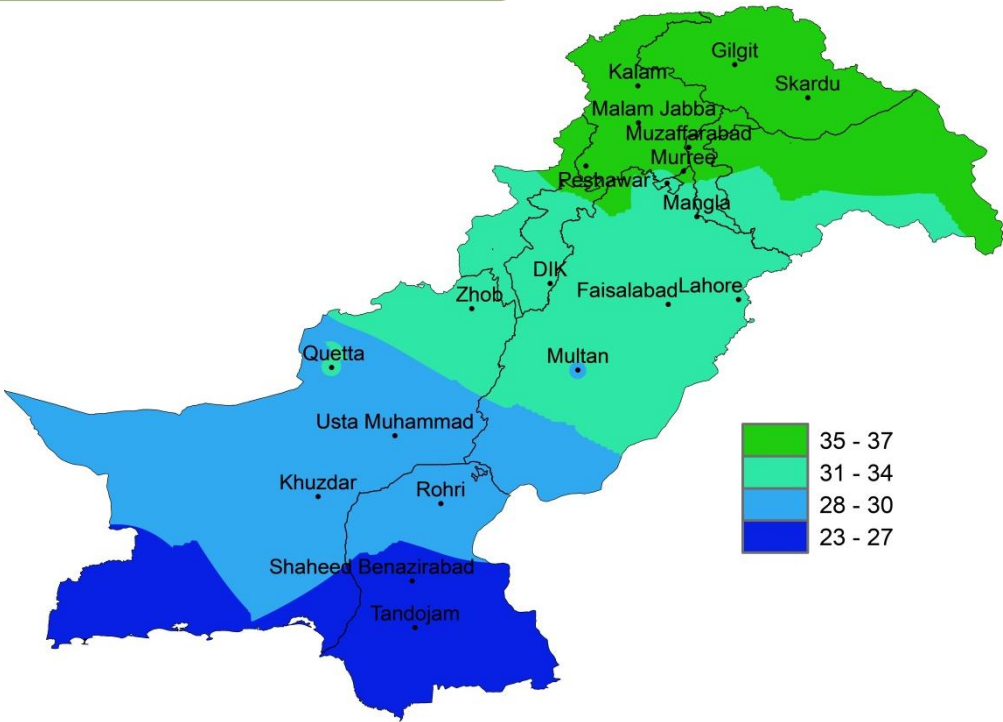 Gilgit
Kalam
Skardu
Malam Jabba
Muzaffarabad
Murree
Peshawar
Mangla
DIK
Zhob
Faisalabad
Lahore
Quetta
Multan
Usta Muhammad
Khuzdar
Rohri
Shaheed Benazirabad
Tandojam
35 - 37
31 - 34
28 - 30
23 - 27